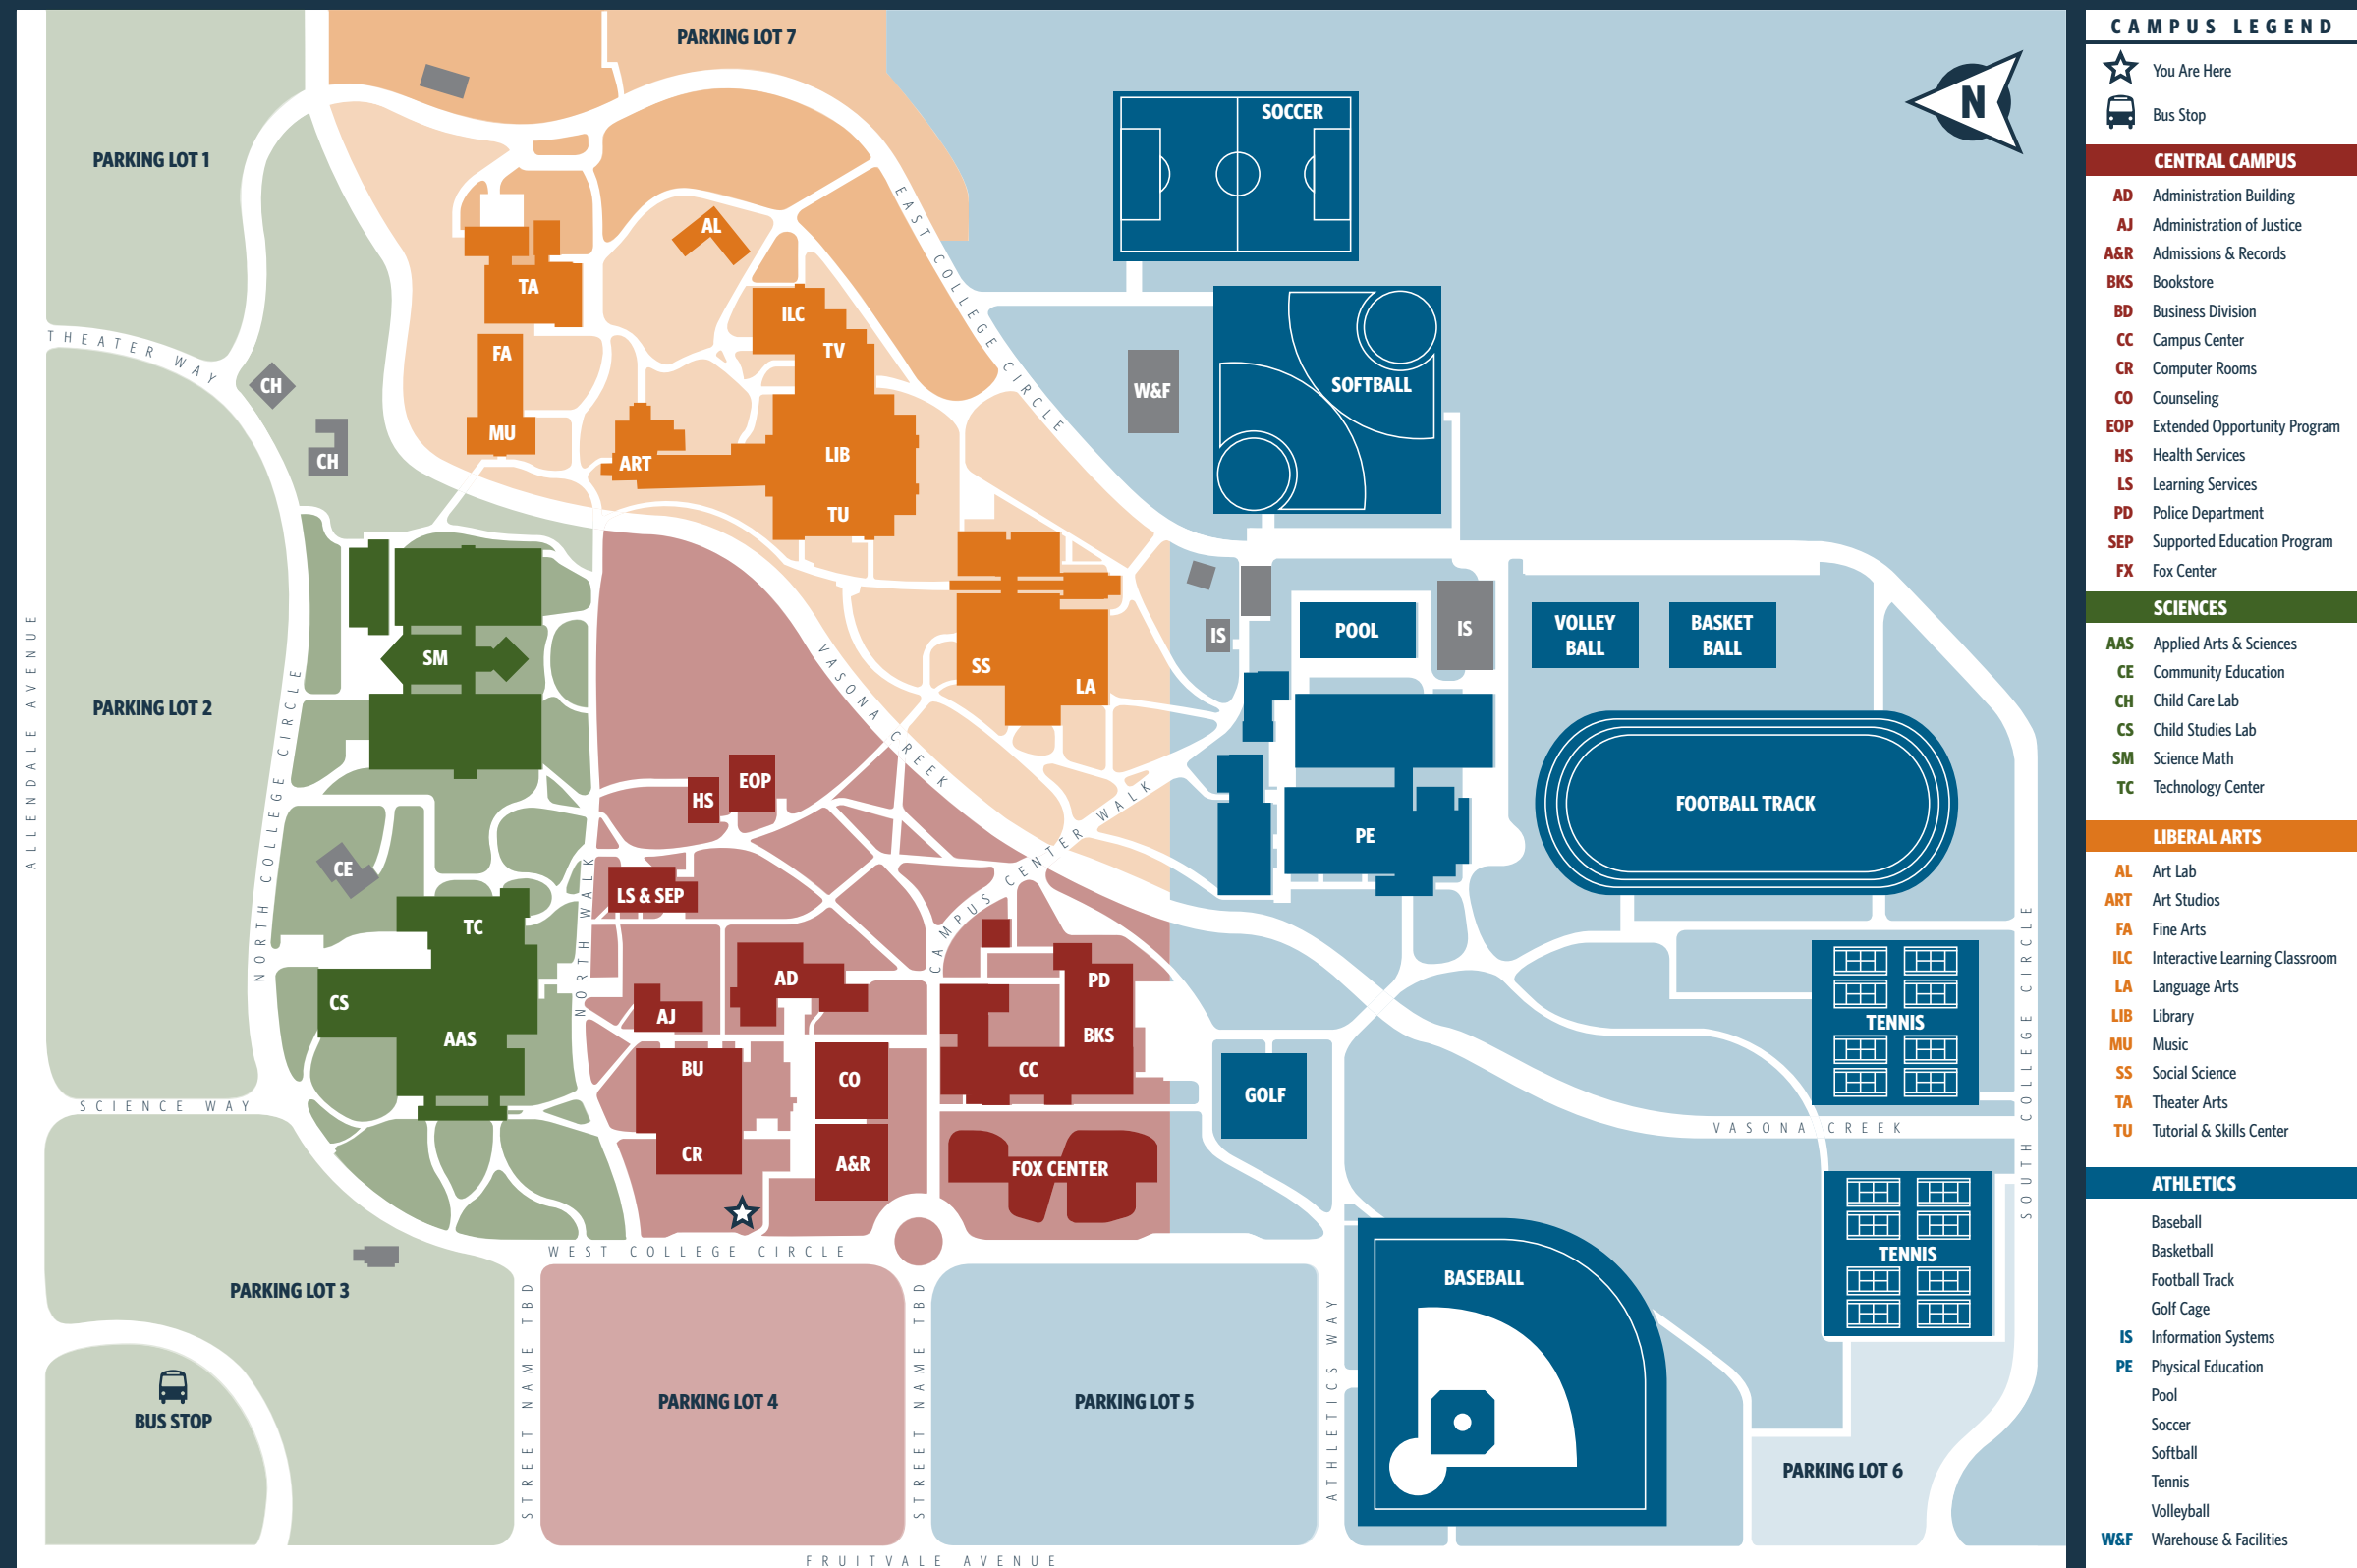 PARKING LOT 7
PARKING LOT 1
SOCCER
N
EAST COLLEGE CIRCLE
AL
TA
ILC
TV
FA
THEATER WAY
CH
W&F
SOFTBALL
MU
CH
ART
LIB
TU
ALLENDALE AVENUE
PARKING LOT 2
NORTH COLLEGE CIRCLE
SM
VASONA CREEK
SS
LA
IS
POOL
IS
VOLLEY
BALL
BASKET
BALL
EOP
HS
CAMPUS CENTER WALK
PE
FOOTBALL TRACK
CE
NORTH WALK
LS & SEP
TC
AD
PD
CS
AJ
BKS
AAS
BU
CO
CC
GOLF
TENNIS
SOUTH COLLEGE CIRCLE
SCIENCE WAY
VASONA CREEK
CR
A&R
FOX CENTER
WEST COLLEGE CIRCLE
TENNIS
BASEBALL
PARKING LOT 3
STREET NAME TBD
STREET NAME TBD
ATHLETICS WAY
PARKING LOT 4
PARKING LOT 5
BUS STOP
PARKING LOT 6
FRUITVALE AVENUE
CAMPUS LEGEND
You Are Here
Bus Stop
CENTRAL CAMPUS
AD Administration Building
AJ Administration of Justice
A&R Admissions & Records
BKS Bookstore
BD Business Division
CC Campus Center
CR Computer Rooms
CO Counseling
EOP Extended Opportunity Program
HS Health Services
LS Learning Services
PD Police Department
SEP Supported Education Program
FX Fox Center
SCIENCES
AAS Applied Arts & Sciences
CE Community Education
CH Child Care Lab
CS Child Studies Lab
SM Science Math
TC Technology Center
LIBERAL ARTS
AL Art Lab
ART Art Studios
FA Fine Arts
ILC Interactive Learning Classroom
LA Language Arts
LIB Library
MU Music
SS Social Science
TA Theater Arts
TU Tutorial & Skills Center
ATHLETICS
Baseball
Basketball
Football Track
Golf Cage
IS Information Systems
PE Physical Education
Pool
Soccer
Softball
Tennis
Volleyball
W&F Warehouse & Facilities